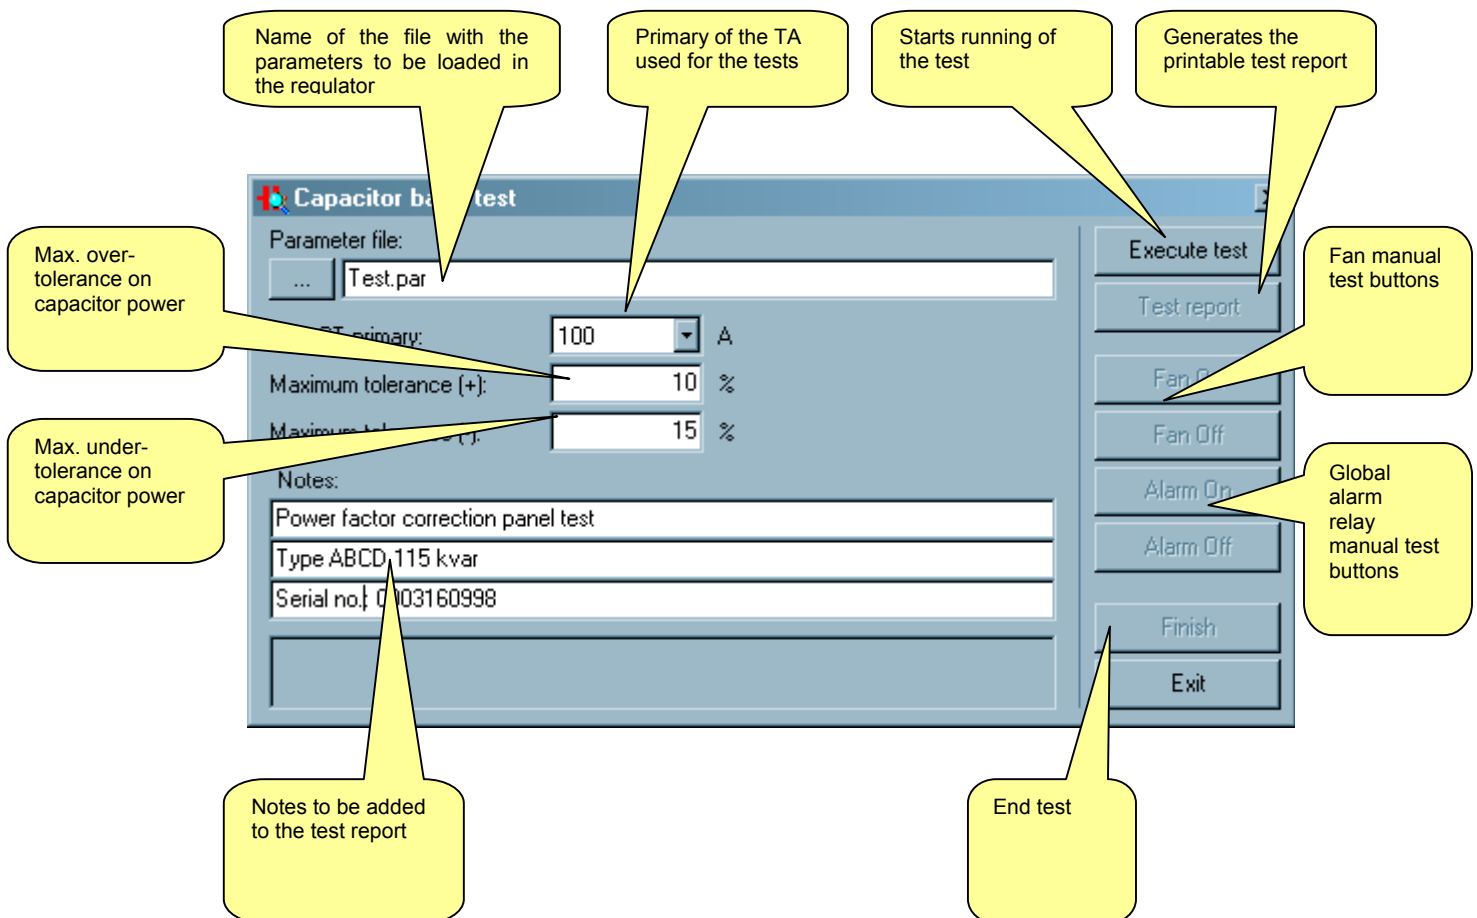 Name of the file with the
parameters to be loaded in
the regulator
Primary of the TA
used for the tests
Starts running of
the test
Generates the
printable test report
Capacitor ba test
Parameter file:
...
Test.par
Execute test
Test report
Max. over-
tolerance on
capacitor power
Fan manual
test buttons
primary:
100
A
Maximum tolerance (+):
10
%
Fan
Max. under-
tolerance on
capacitor power
15
%
Fan Off
Notes:
Alarm On
Global
alarm
relay
manual test
buttons
Power factor correction panel test
Type ABCD 115 kvar
Alarm Off
Serial no.: 0003160998
Finish
Exit
Notes to be added
to the test report
End test